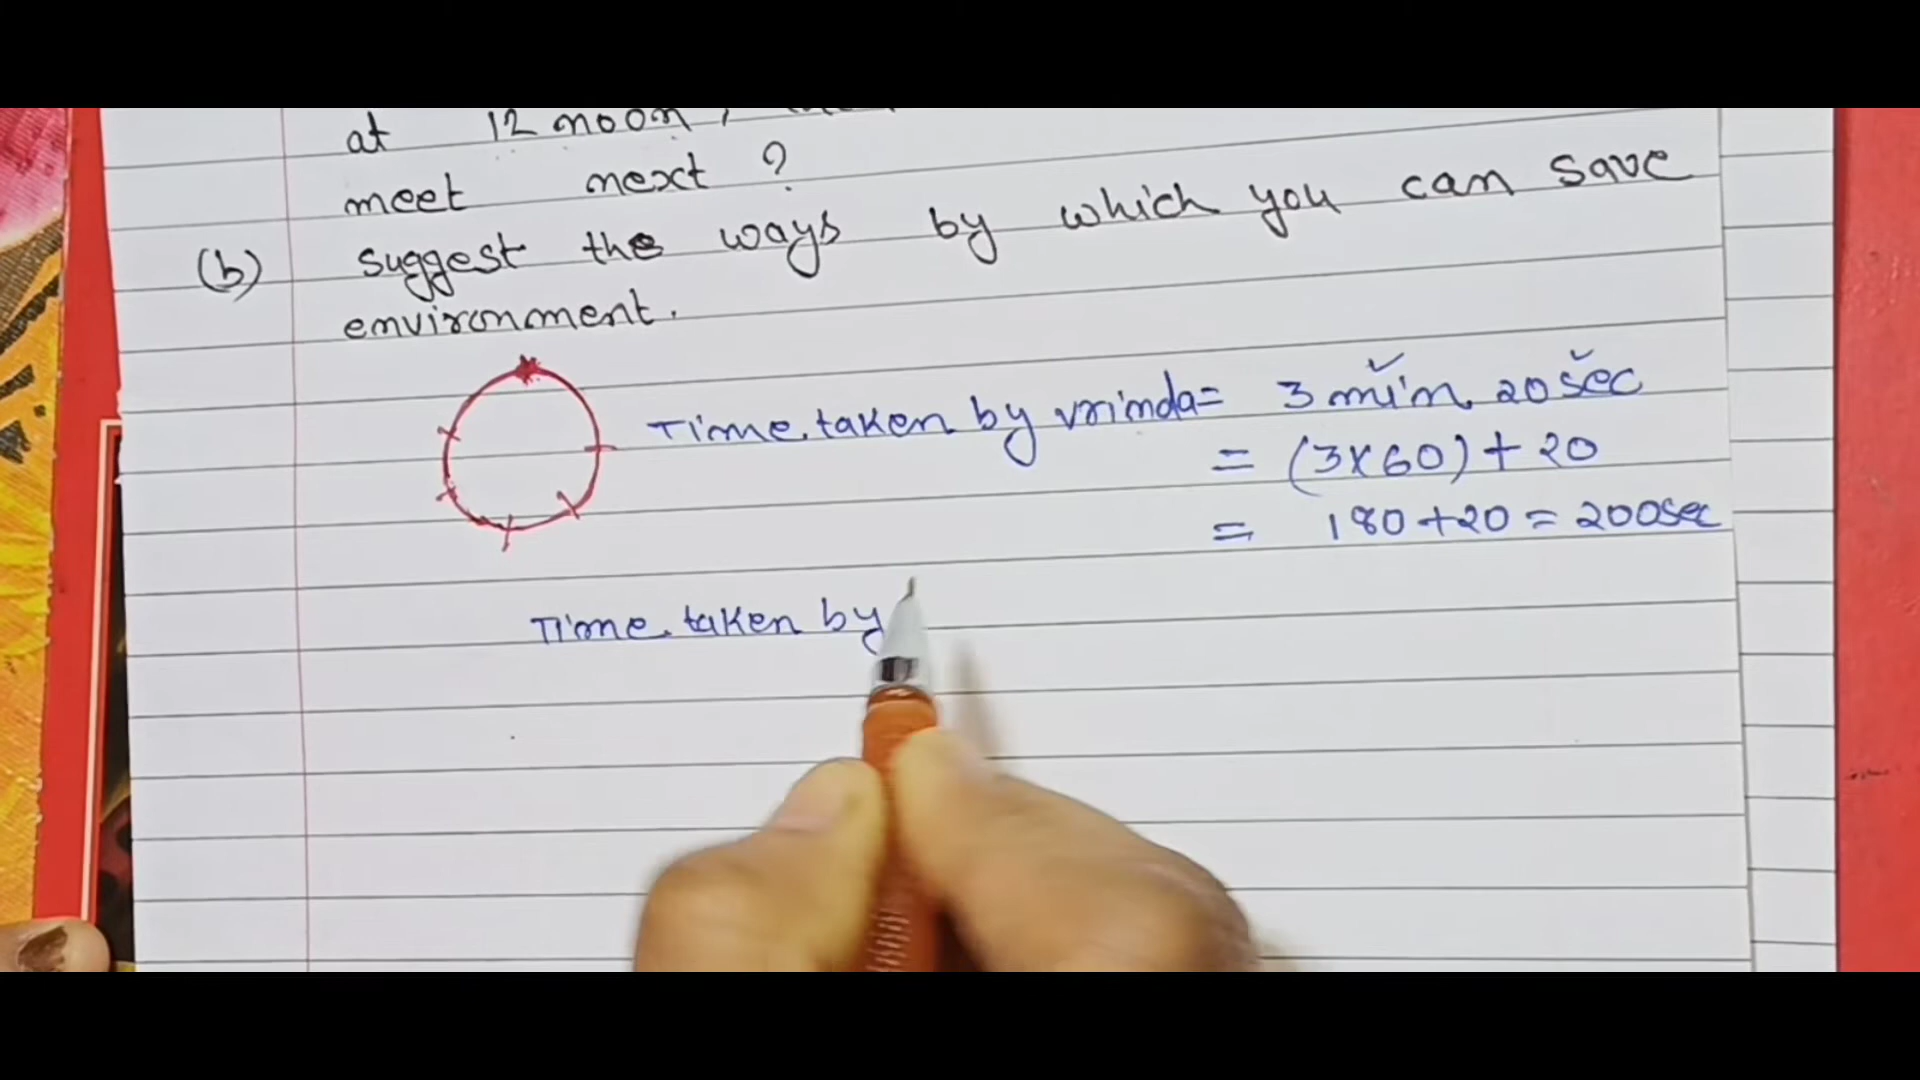 at 12 noon,
meet next ?
(b) suggest the ways by which you can save
environment.
Time taken by vrinda = 3 min 20 sec
= (3x60) + 20
= 180 + 20 = 200sec
Time taken by